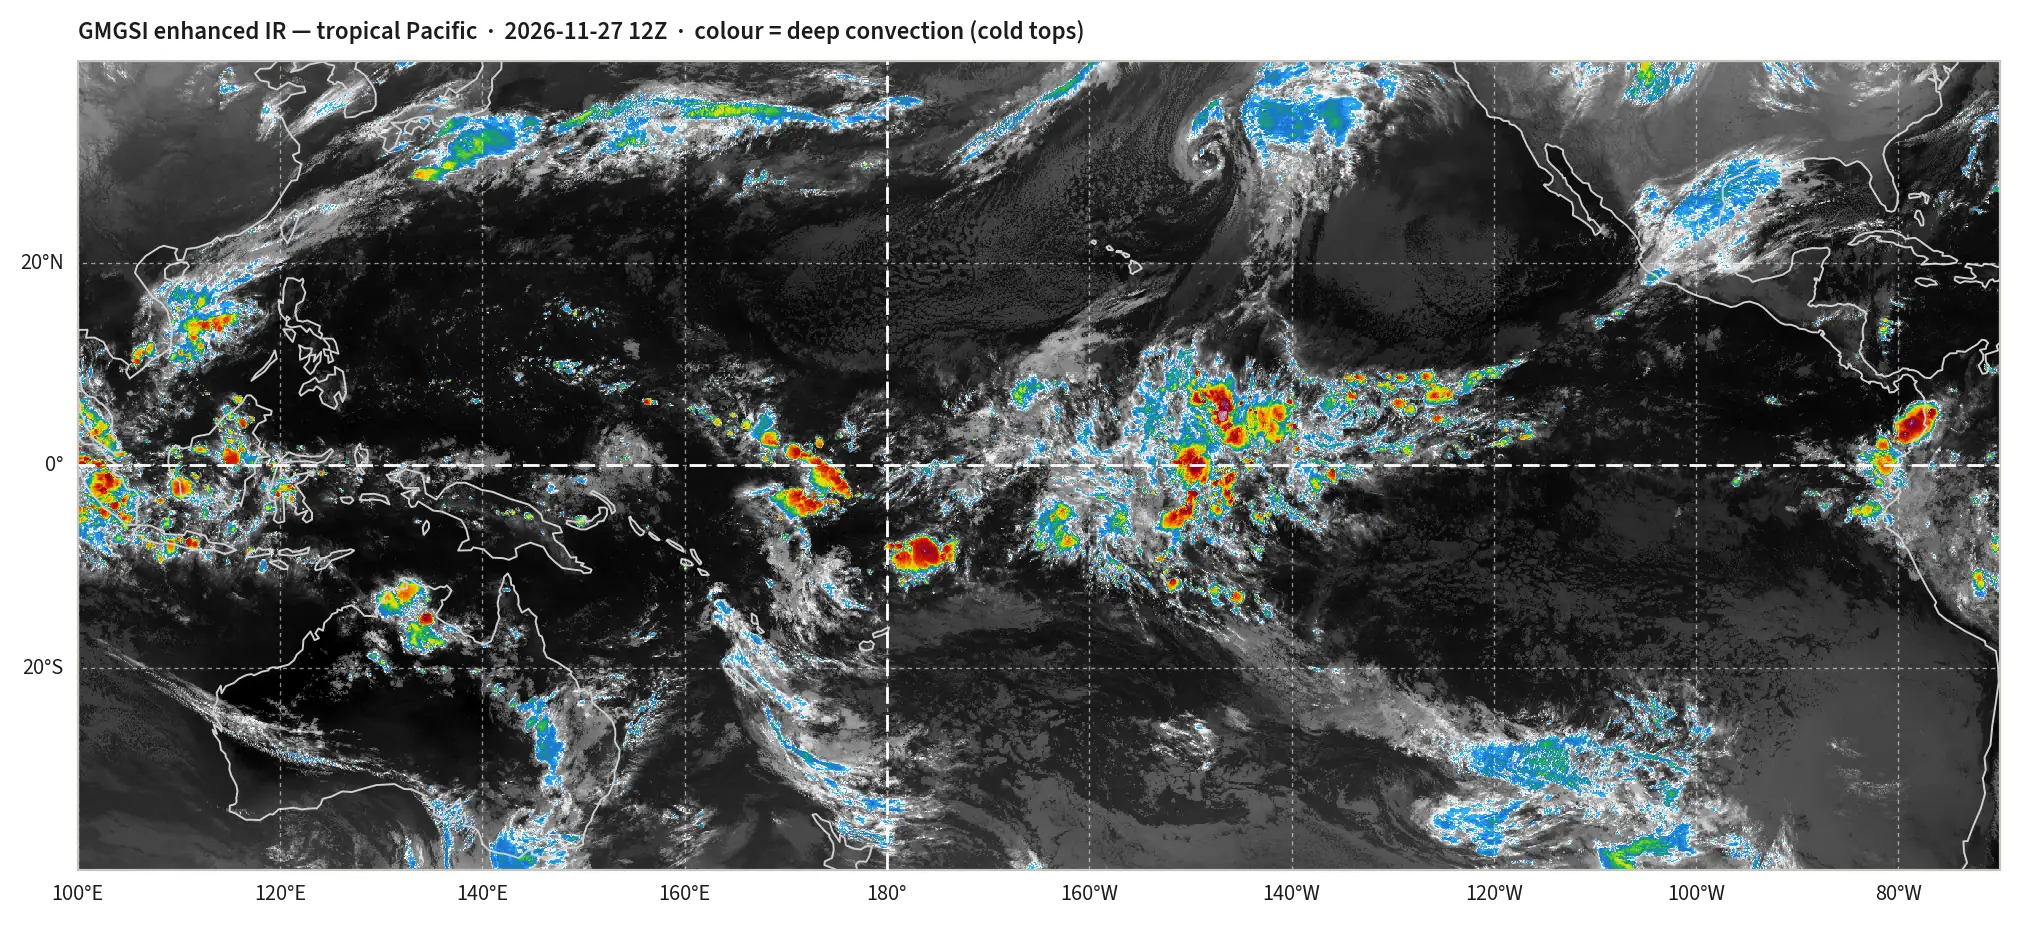 GMGSI enhanced IR — tropical Pacific · 2026-11-27 12Z · colour = deep convection (cold tops)
20°N
0°
20°S
100°E 120°E 140°E 160°E 180° 160°W 140°W 120°W 100°W 80°W